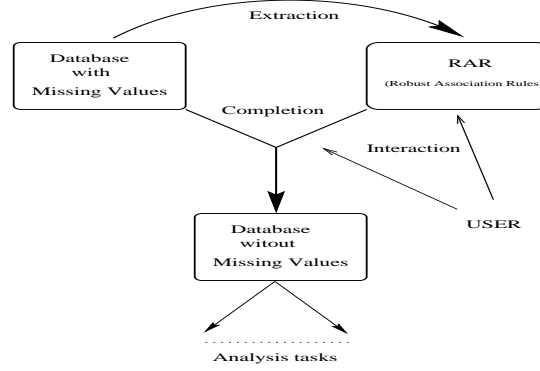 Extraction
Database
with
Missing Values
RAR
(Robust Association Rules)
Completion
Interaction
USER
Database
witout
Missing Values
Analysis tasks